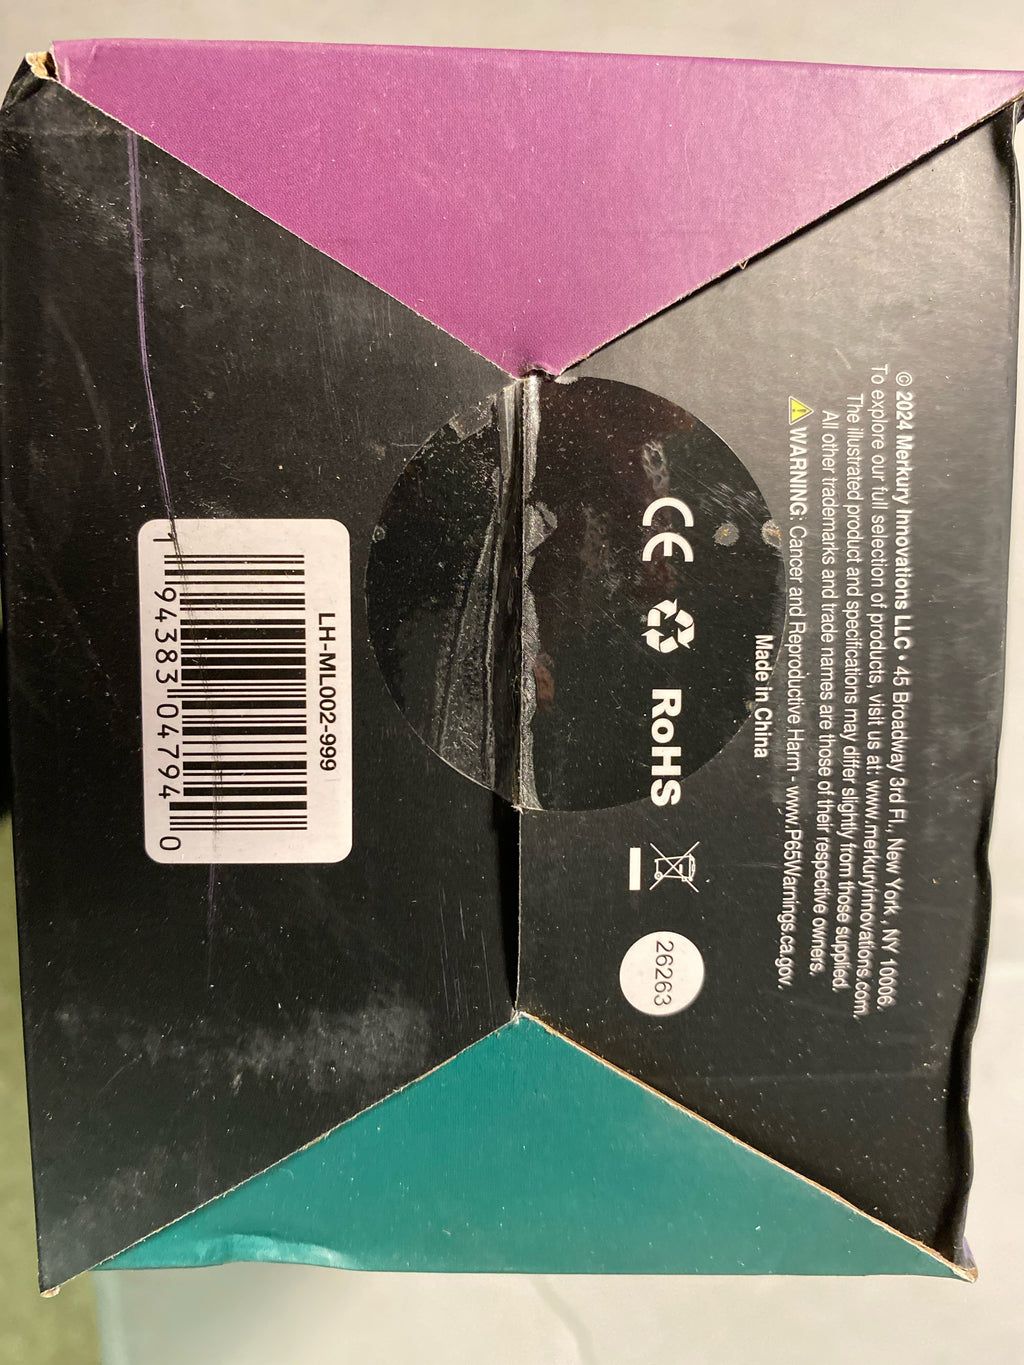 © 2024 Merkury Innovations LLC • 45 Broadway 3rd Fl., New York , NY 10006.
To explore our full selection of products, visit us at: www.merkuryinnovations.com.
The illustrated product and specifications may differ slightly from those supplied.
All other trademarks and trade names are those of their respective owners.
WARNING: Cancer and Reproductive Harm - www.P65Warnings.ca.gov.
Made in China
CE RoHS 26263
LH-ML002-999
1 94383 04794 0